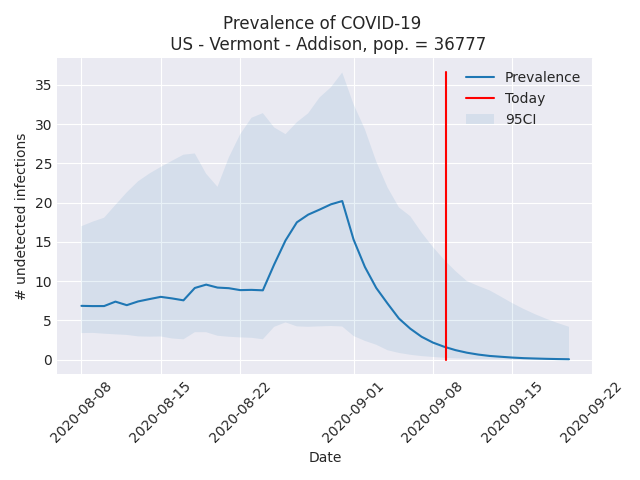 Prevalence of COVID-19
US - Vermont - Addison, pop. = 36777
Prevalence
Today
95CI
# undetected infections
35
30
25
20
15
10
5
0
2020-08-08
2020-08-15
2020-08-22
2020-09-01
2020-09-08
2020-09-15
2020-09-22
Date